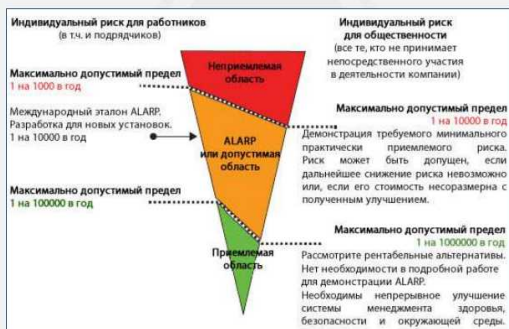 Индивидуальный риск для работников
(в т.ч. и подрядчиков)
Максимально допустимый предел
1 на 1000 в год
Международный эталон ALARP.
Разработка для новых установок.
1 на 10000 в год
Максимально допустимый предел
1 на 100000 в год
Неприемлемая
область
ALARP
или допустимая
область
Приемлемая
область
Индивидуальный риск
для общественности
(все те, кто не принимает
непосредственного участия
в деятельности компании)
Максимально допустимый предел
1 на 10000 в год
Демонстрация требуемого минимального
практически приемлемого риска.
Риск может быть допущен, если
дальнейшее снижение риска невозможно
или, если его стоимость несоразмерна с
полученным улучшением.
Максимально допустимый предел
1 на 1000000 в год
Рассмотрите рентабельные альтернативы.
Нет необходимости в подробной работе
для демонстрации ALARP.
Необходимы непрерывное улучшение
системы менеджмента здоровья,
безопасности и окружающей среды.